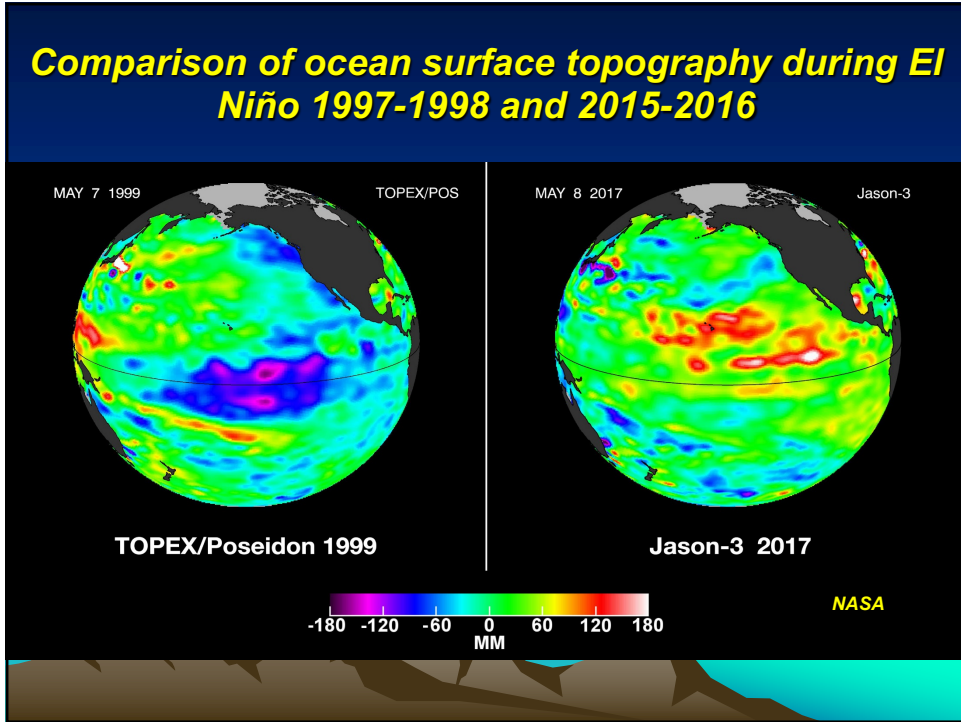 Comparison of ocean surface topography during El
Niño 1997-1998 and 2015-2016
MAY 7 1999
TOPEX/POS
MAY 8 2017
Jason-3
TOPEX/Poseidon 1999
Jason-3 2017
-180 -120 -60 0 60 120 180
MM
NASA